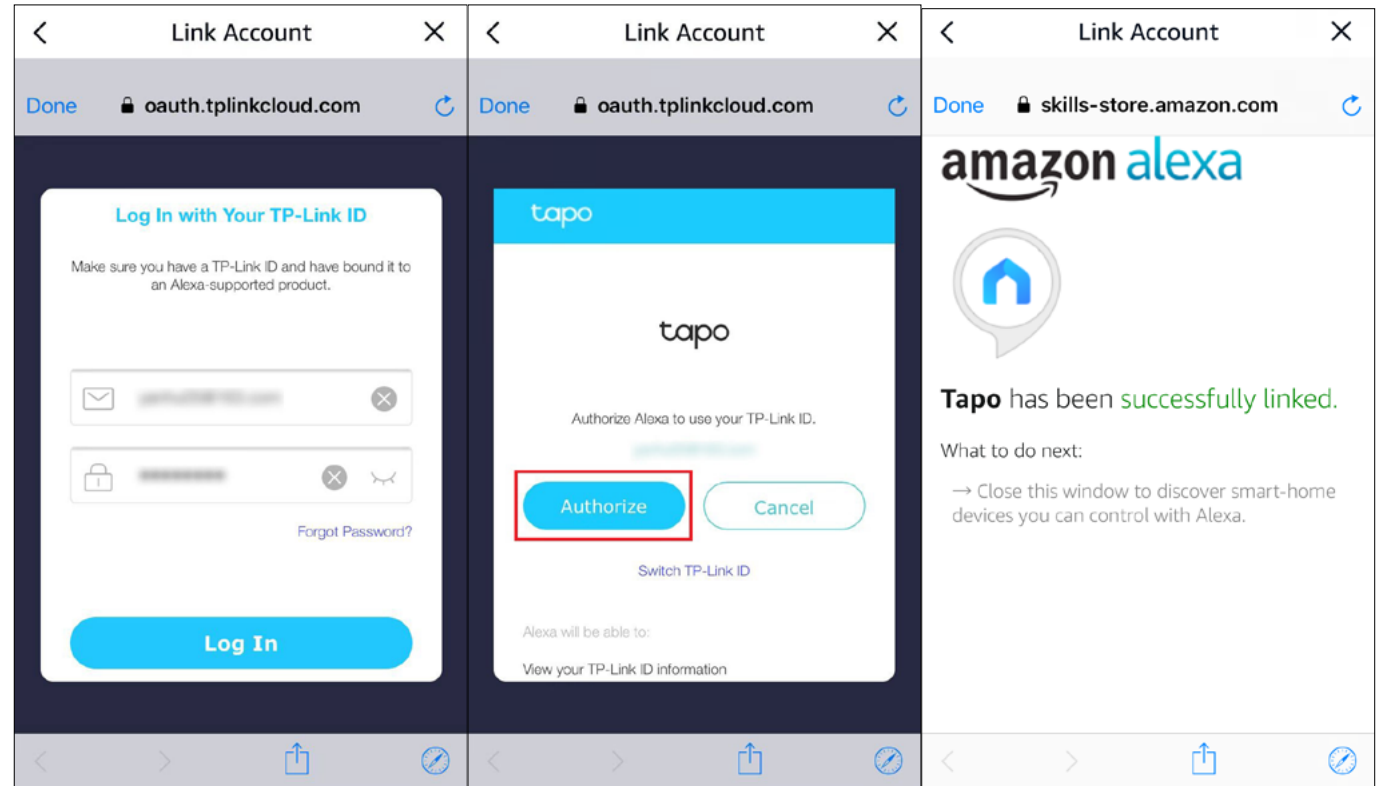 Link Account
Done oauth.tplinkcloud.com
Log In with Your TP-Link ID
Make sure you have a TP-Link ID and have bound it to
an Alexa-supported product.
Forgot Password?
Log In
Link Account
Done oauth.tplinkcloud.com
tapo
tapo
Authorize Alexa to use your TP-Link ID.
Authorize Cancel
Switch TP-Link ID
Alexa will be able to:
View your TP-Link ID information
Link Account
Done skills-store.amazon.com
amazon alexa
Tapo has been successfully linked.
What to do next:
→ Close this window to discover smart-home
devices you can control with Alexa.